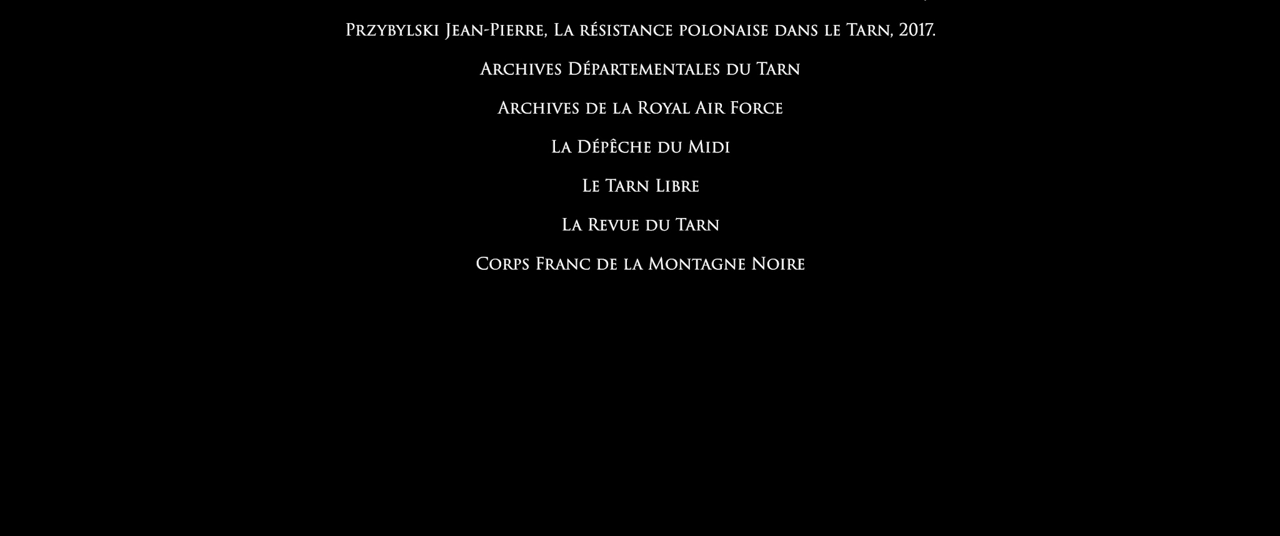 Przybylski Jean-Pierre, La résistance polonaise dans le Tarn, 2017.
Archives Départementales du Tarn
Archives de la Royal Air Force
La Dépêche du Midi
Le Tarn Libre
La Revue du Tarn
Corps Franc de la Montagne Noire